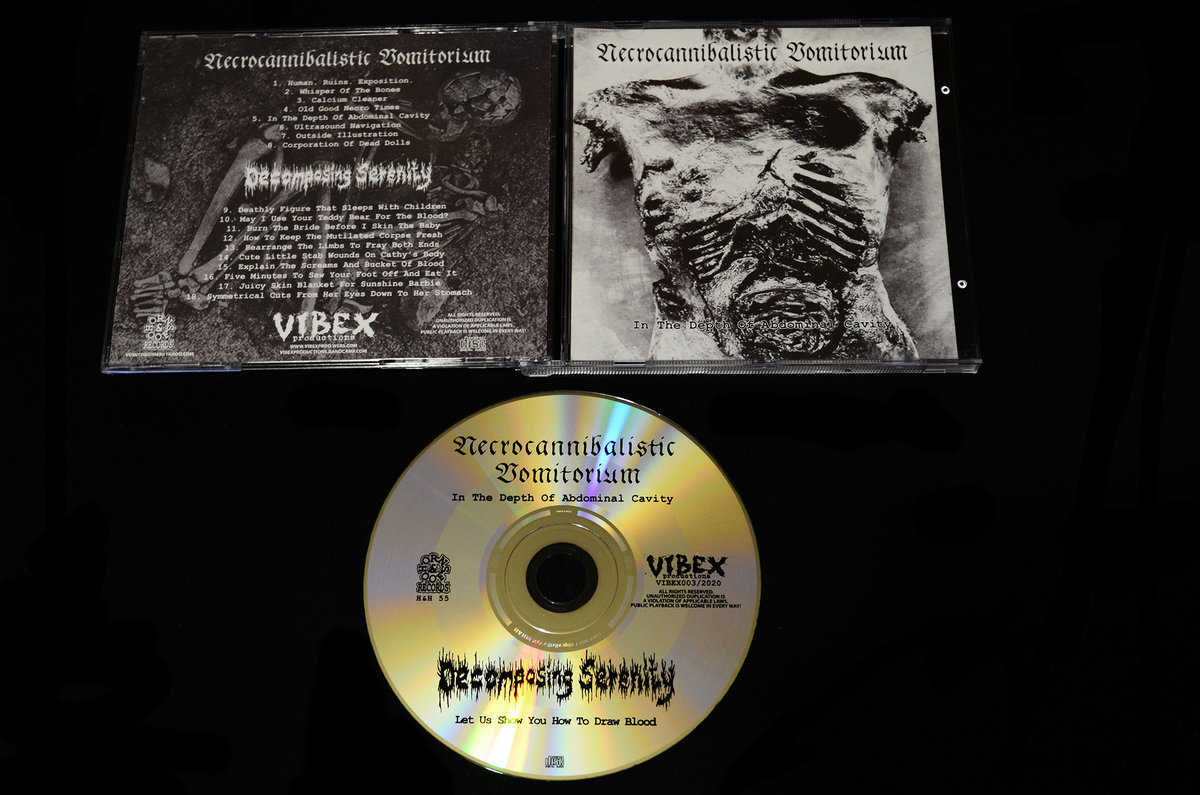 Necrocannibalistic Vomitorium
1. Human. Ruins. Exposition.
2. Whisper Of The Bones
3. Calcium Cleaner
4. Old Good Necro Times
5. In The Depth Of Abdominal Cavity
6. Ultrasound Navigation
7. Outside Illustration
8. Corporation Of Dead Dolls
Decomposing Serenity
9. Deathly Figure That Sleeps With Children
10. May I Use Your Teddy Bear For The Blood?
11. Burn The Bride Before I Skin The Baby
12. How To Keep The Mutilated Corpse Fresh
13. Rearrange The Limbs To Fray Both Ends
14. Cute Little Stab Wounds On Cathy's Body
15. Explain The Screams And Bucket Of Blood
16. Five Minutes To Saw Your Foot Off And Eat It
17. Juicy Skin Blanket For Sunshine Barbie
18. Symmetrical Cuts From Her Eyes Down To Her Stomach
VIBEX
productions
WWW.VIBEXPROD.WEBS.COM
VIBEXPRODUCTIONS.BANDCAMP.COM
ALL RIGHTS RESERVED.
UNAUTHORIZED DUPLICATION IS
A VIOLATION OF APPLICABLE LAWS.
PUBLIC PLAYBACK IS WELCOME IN EVERY WAY!
Necrocannibalistic Vomitorium
In The Depth Of Abdominal Cavity
Necrocannibalistic
Vomitorium
In The Depth Of Abdominal Cavity
HORNS
& HOOFS
RECORDS
H&H 55
VIBEX
productions
VIBEX003/2020
ALL RIGHTS RESERVED.
UNAUTHORIZED DUPLICATION IS
A VIOLATION OF APPLICABLE LAWS.
PUBLIC PLAYBACK IS WELCOME IN EVERY WAY!
Decomposing Serenity
Let Us Show You How To Draw Blood